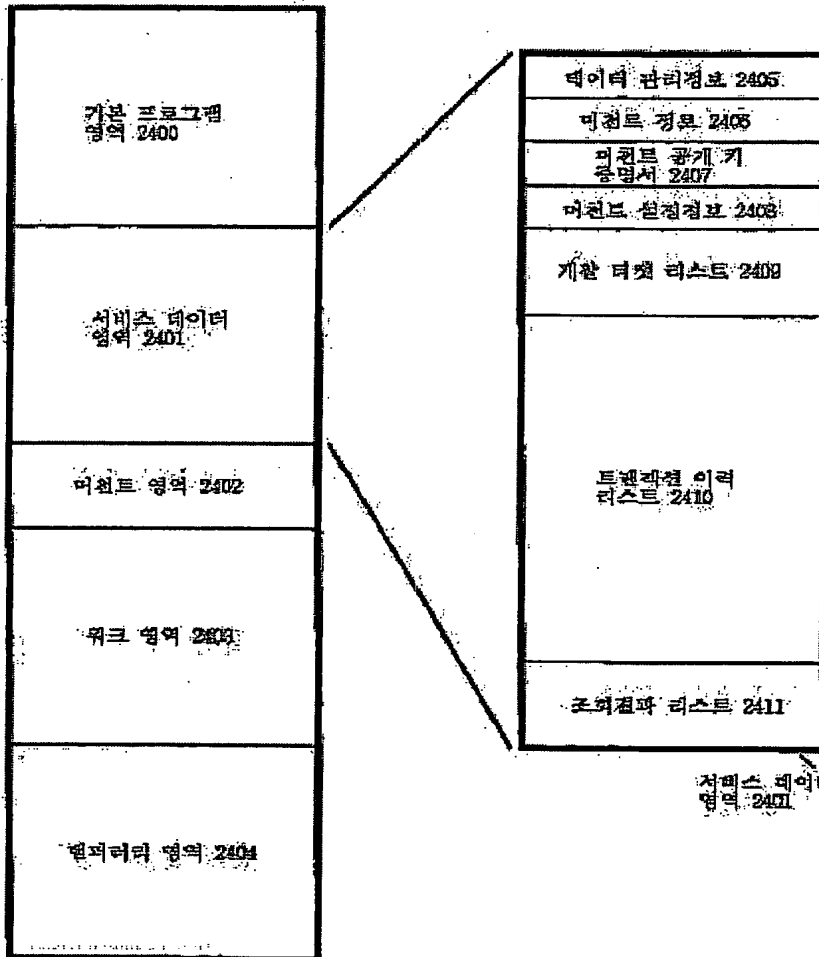 기본 프로그램
영역 2400
서비스 데이터
영역 2401
머천트 영역 2402
워크 영역 2403
템퍼러리 영역 2404
데이터 관리정보 2405
머천트 정보 2406
머천트 공개 키
증명서 2407
머천트 설정정보 2408
개찰 티켓 리스트 2409
트랜잭션 이력
리스트 2410
조회결과 리스트 2411
서비스 데이터
영역 2401